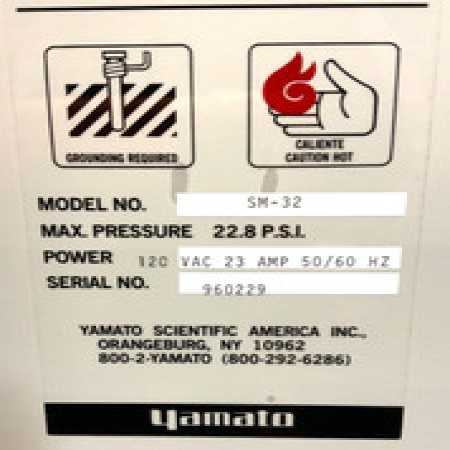 GROUNDING REQUIRED
CALIENTE
CAUTION HOT
MODEL NO. SM-32
MAX. PRESSURE 22.8 P.S.I.
POWER 120 VAC 23 AMP 50/60 HZ
SERIAL NO. 960229
YAMATO SCIENTIFIC AMERICA INC.,
ORANGEBURG, NY 10962
800-2-YAMATO (800-292-6286)
yamato